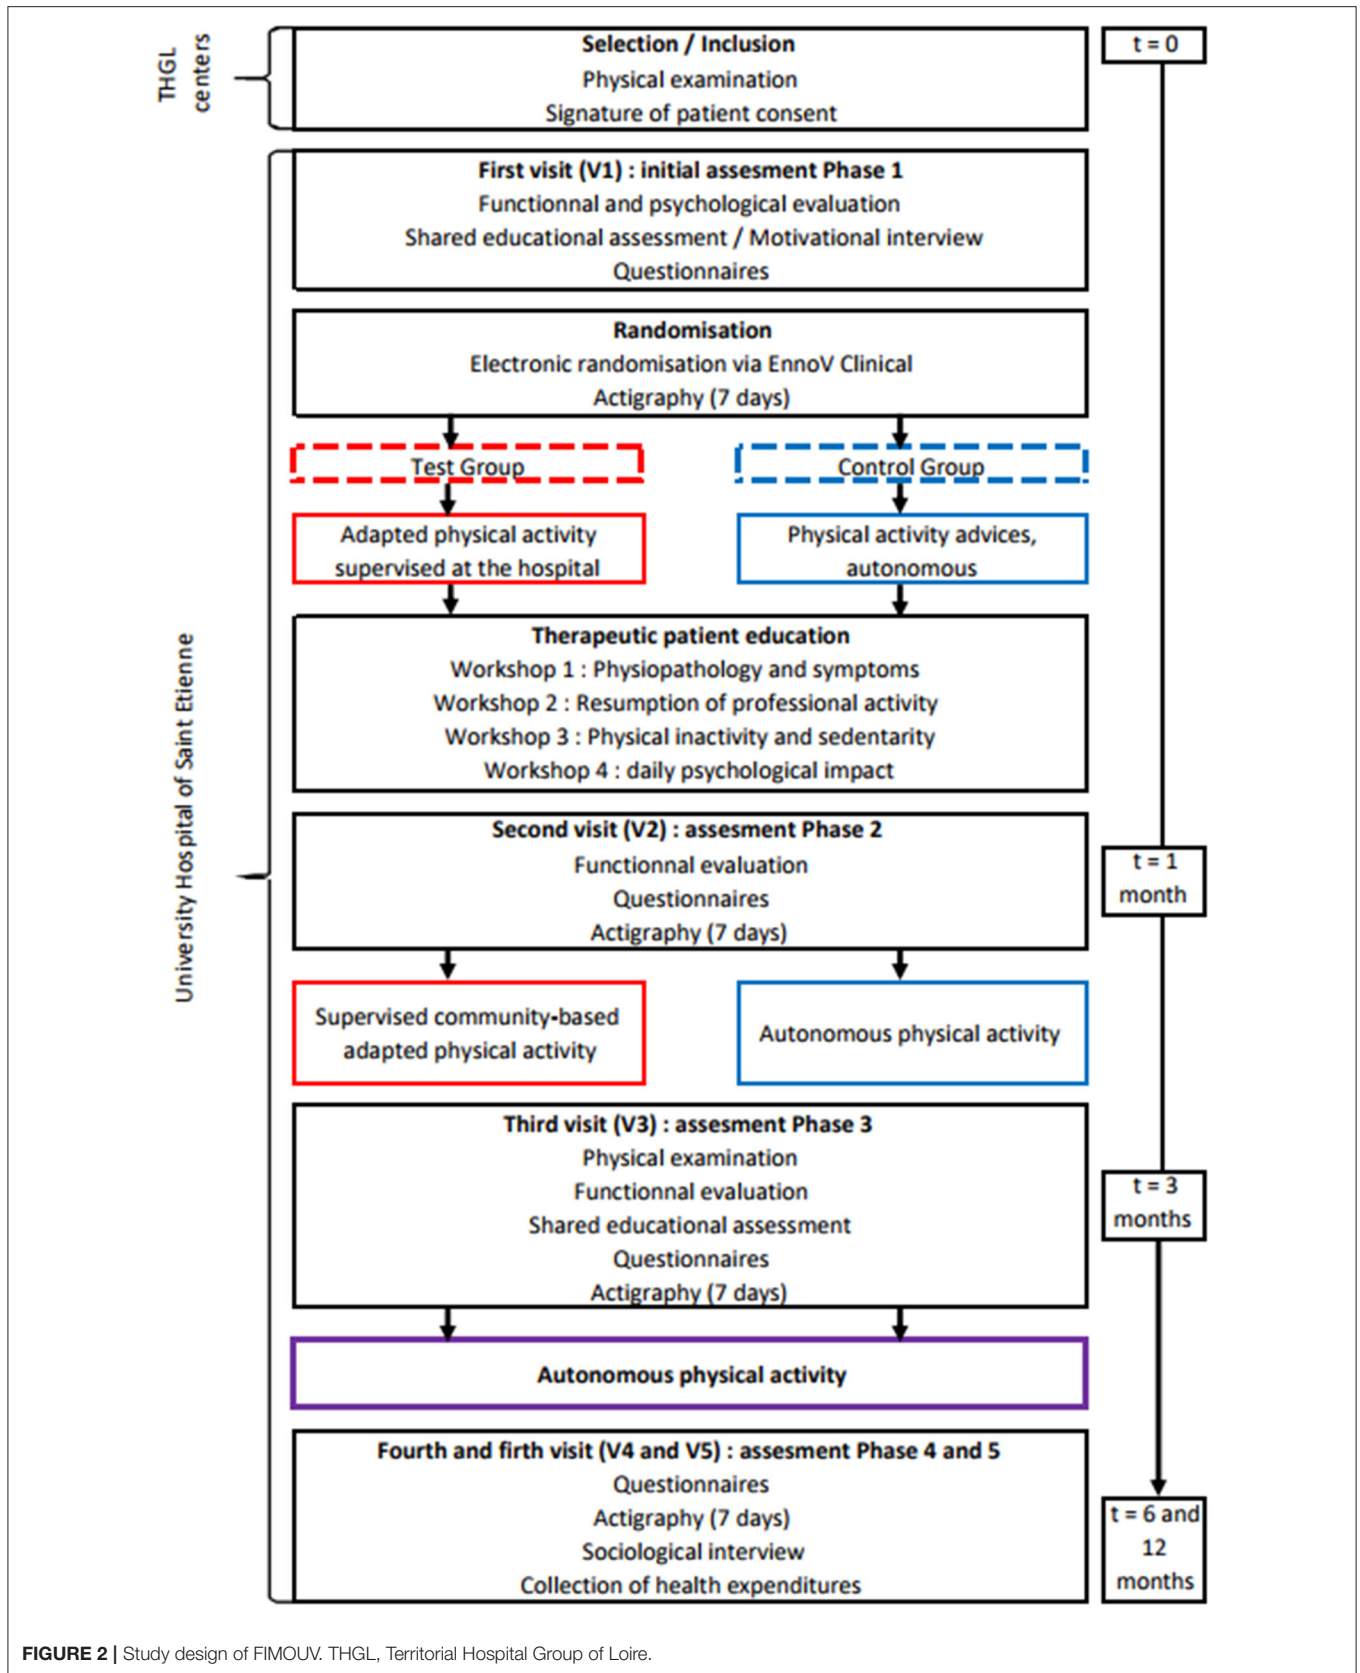 THGL
centers
Selection / Inclusion
Physical examination
Signature of patient consent
t = 0
University Hospital of Saint Etienne
First visit (V1) : initial assesment Phase 1
Functionnal and psychological evaluation
Shared educational assessment / Motivational interview
Questionnaires
Randomisation
Electronic randomisation via EnnoV Clinical
Actigraphy (7 days)
Test Group
Control Group
Adapted physical activity
supervised at the hospital
Physical activity advices,
autonomous
Therapeutic patient education
Workshop 1 : Physiopathology and symptoms
Workshop 2 : Resumption of professional activity
Workshop 3 : Physical inactivity and sedentarity
Workshop 4 : daily psychological impact
Second visit (V2) : assesment Phase 2
Functionnal evaluation
Questionnaires
Actigraphy (7 days)
t = 1
month
Supervised community-based
adapted physical activity
Autonomous physical activity
Third visit (V3) : assesment Phase 3
Physical examination
Functionnal evaluation
Shared educational assessment
Questionnaires
Actigraphy (7 days)
t = 3
months
Autonomous physical activity
Fourth and firth visit (V4 and V5) : assesment Phase 4 and 5
Questionnaires
Actigraphy (7 days)
Sociological interview
Collection of health expenditures
t = 6 and
12
months
FIGURE 2 | Study design of FIMOUV. THGL, Territorial Hospital Group of Loire.